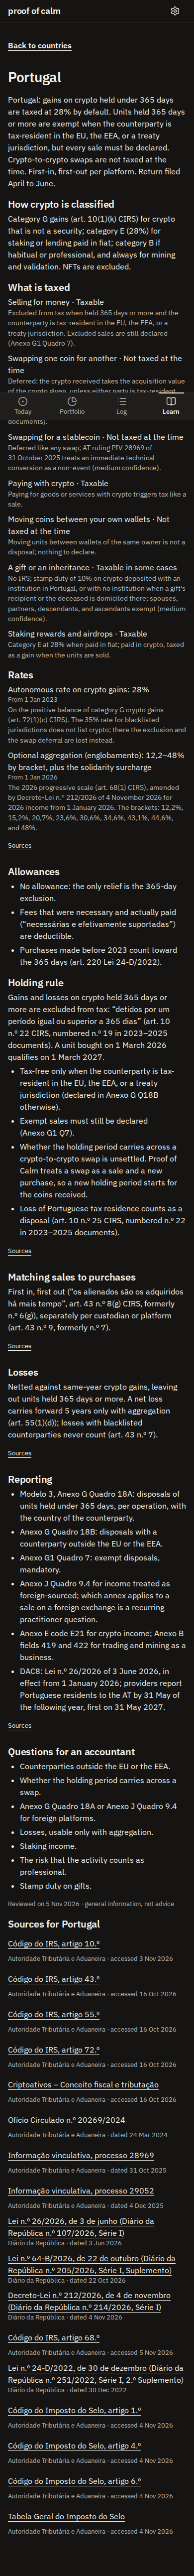 proof of calm
Back to countries
Portugal
Portugal: gains on crypto held under 365 days
are taxed at 28% by default. Units held 365 days
or more are exempt when the counterparty is
tax-resident in the EU, the EEA, or a treaty
jurisdiction, but every sale must be declared.
Crypto-to-crypto swaps are not taxed at the
time. First-in, first-out per platform. Return filed
April to June.
How crypto is classified
Category G gains (art. 10(1)(k) CIRS) for crypto
that is not a security; category E (28%) for
staking or lending paid in fiat; category B if
habitual or professional, and always for mining
and validation. NFTs are excluded.
What is taxed
Selling for money · Taxable
Excluded from tax when held 365 days or more and the
counterparty is tax-resident in the EU, the EEA, or a
treaty jurisdiction. Excluded sales are still declared
(Anexo G1 Quadro 7).
Swapping one coin for another · Not taxed at the
time
Deferred: the crypto received takes the acquisition value
Today
Portfolio
Log
Learn
documents).
Swapping for a stablecoin · Not taxed at the time
Deferred like any swap; AT ruling PIV 28969 of
31 October 2025 treats an immediate technical
conversion as a non-event (medium confidence).
Paying with crypto · Taxable
Paying for goods or services with crypto triggers tax like a
sale.
Moving coins between your own wallets · Not
taxed at the time
Moving units between wallets of the same owner is not a
disposal; nothing to declare.
A gift or an inheritance · Taxable in some cases
No IRS; stamp duty of 10% on crypto deposited with an
institution in Portugal, or with no institution when a gift's
recipient or the deceased is domiciled there; spouses,
partners, descendants, and ascendants exempt (medium
confidence).
Staking rewards and airdrops · Taxable
Category E at 28% when paid in fiat; paid in crypto, taxed
as a gain when the units are sold.
Rates
Autonomous rate on crypto gains: 28%
From 1 Jan 2023
On the positive balance of category G crypto gains
(art. 72(1)(c) CIRS). The 35% rate for blacklisted
jurisdictions does not list crypto; there the exclusion and
the swap deferral are lost instead.
Optional aggregation (englobamento): 12,2–48%
by bracket, plus the solidarity surcharge
From 1 Jan 2026
The 2026 progressive scale (art. 68(1) CIRS), amended
by Decreto-Lei n.º 212/2026 of 4 November 2026 for
2026 income from 1 January 2026. The brackets: 12,2%,
15,2%, 20,7%, 23,6%, 30,6%, 34,6%, 43,1%, 44,6%,
and 48%.
Sources
Allowances
• No allowance: the only relief is the 365-day
exclusion.
• Fees that were necessary and actually paid
(“necessárias e efetivamente suportadas”)
are deductible.
• Purchases made before 2023 count toward
the 365 days (art. 220 Lei 24-D/2022).
Holding rule
Gains and losses on crypto held 365 days or
more are excluded from tax: “detidos por um
período igual ou superior a 365 dias” (art. 10
n.º 22 CIRS, numbered n.º 19 in 2023–2025
documents). A unit bought on 1 March 2026
qualifies on 1 March 2027.
• Tax-free only when the counterparty is tax-
resident in the EU, the EEA, or a treaty
jurisdiction (declared in Anexo G Q18B
otherwise).
• Exempt sales must still be declared
(Anexo G1 Q7).
• Whether the holding period carries across a
crypto-to-crypto swap is unsettled. Proof of
Calm treats a swap as a sale and a new
purchase, so a new holding period starts for
the coins received.
• Loss of Portuguese tax residence counts as a
disposal (art. 10 n.º 25 CIRS, numbered n.º 22
in 2023–2025 documents).
Sources
Matching sales to purchases
First in, first out (“os alienados são os adquiridos
há mais tempo”, art. 43 n.º 8(g) CIRS, formerly
n.º 6(g)), separately per custodian or platform
(art. 43 n.º 9, formerly n.º 7).
Sources
Losses
Netted against same-year crypto gains, leaving
out units held 365 days or more. A net loss
carries forward 5 years only with aggregation
(art. 55(1)(d)); losses with blacklisted
counterparties never count (art. 43 n.º 7).
Sources
Reporting
• Modelo 3, Anexo G Quadro 18A: disposals of
units held under 365 days, per operation, with
the country of the counterparty.
• Anexo G Quadro 18B: disposals with a
counterparty outside the EU or the EEA.
• Anexo G1 Quadro 7: exempt disposals,
mandatory.
• Anexo J Quadro 9.4 for income treated as
foreign-sourced; which annex applies to a
sale on a foreign exchange is a recurring
practitioner question.
• Anexo E code E21 for crypto income; Anexo B
fields 419 and 422 for trading and mining as a
business.
• DAC8: Lei n.º 26/2026 of 3 June 2026, in
effect from 1 January 2026; providers report
Portuguese residents to the AT by 31 May of
the following year, first on 31 May 2027.
Sources
Questions for an accountant
• Counterparties outside the EU or the EEA.
• Whether the holding period carries across a
swap.
• Anexo G Quadro 18A or Anexo J Quadro 9.4
for foreign platforms.
• Losses, usable only with aggregation.
• Staking income.
• The risk that the activity counts as
professional.
• Stamp duty on gifts.
Reviewed on 5 Nov 2026 · general information, not advice
Sources for Portugal
Código do IRS, artigo 10.º
Autoridade Tributária e Aduaneira · accessed 3 Nov 2026
Código do IRS, artigo 43.º
Autoridade Tributária e Aduaneira · accessed 16 Oct 2026
Código do IRS, artigo 55.º
Autoridade Tributária e Aduaneira · accessed 16 Oct 2026
Código do IRS, artigo 72.º
Autoridade Tributária e Aduaneira · accessed 16 Oct 2026
Criptoativos – Conceito fiscal e tributação
Autoridade Tributária e Aduaneira · accessed 16 Oct 2026
Ofício Circulado n.º 20269/2024
Autoridade Tributária e Aduaneira · dated 24 Mar 2024
Informação vinculativa, processo 28969
Autoridade Tributária e Aduaneira · dated 31 Oct 2025
Informação vinculativa, processo 29052
Autoridade Tributária e Aduaneira · dated 4 Dec 2025
Lei n.º 26/2026, de 3 de junho (Diário da
República n.º 107/2026, Série I)
Diário da República · dated 3 Jun 2026
Lei n.º 64-B/2026, de 22 de outubro (Diário da
República n.º 205/2026, Série I, Suplemento)
Diário da República · dated 22 Oct 2026
Decreto-Lei n.º 212/2026, de 4 de novembro
(Diário da República n.º 214/2026, Série I)
Diário da República · dated 4 Nov 2026
Código do IRS, artigo 68.º
Autoridade Tributária e Aduaneira · accessed 5 Nov 2026
Lei n.º 24-D/2022, de 30 de dezembro (Diário da
República n.º 251/2022, Série I, 2.º Suplemento)
Diário da República · dated 30 Dec 2022
Código do Imposto do Selo, artigo 1.º
Autoridade Tributária e Aduaneira · accessed 4 Nov 2026
Código do Imposto do Selo, artigo 4.º
Autoridade Tributária e Aduaneira · accessed 4 Nov 2026
Código do Imposto do Selo, artigo 6.º
Autoridade Tributária e Aduaneira · accessed 4 Nov 2026
Tabela Geral do Imposto do Selo
Autoridade Tributária e Aduaneira · accessed 4 Nov 2026